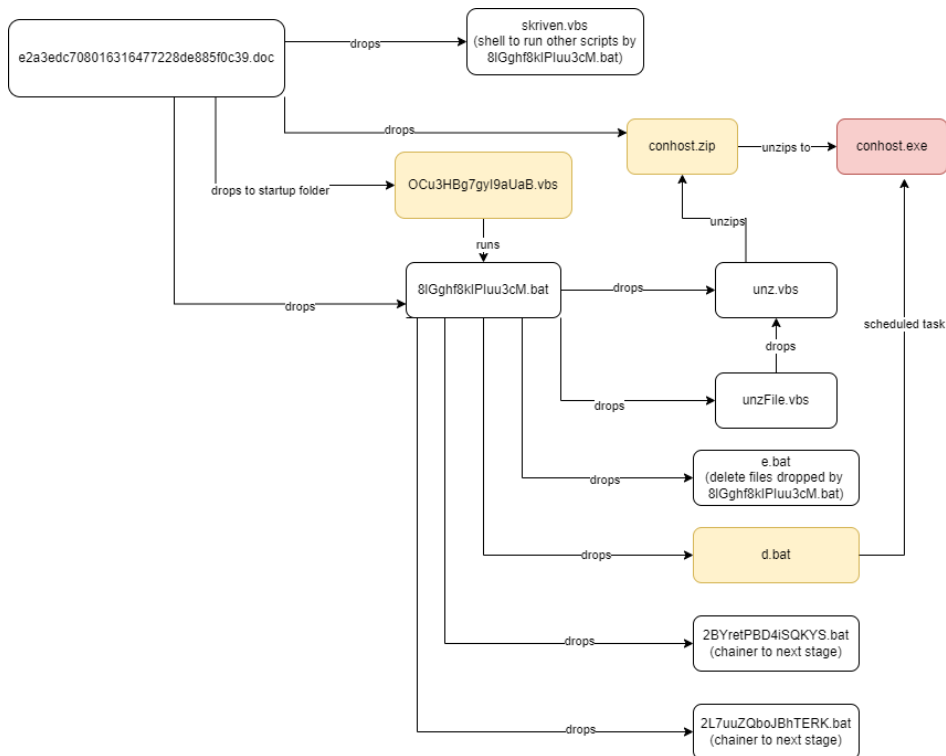 skriven.vbs
(shell to run other scripts by
8lGghf8klPluu3cM.bat)
drops
e2a3edc708016316477228de885f0c39.doc
drops
conhost.zip
unzips to
conhost.exe
drops to startup folder
OCu3HBg7gyI9aUaB.vbs
unzips
runs
8lGghf8klPluu3cM.bat
drops
unz.vbs
drops
scheduled task
drops
unzFile.vbs
drops
e.bat
(delete files dropped by
8lGghf8klPluu3cM.bat)
drops
d.bat
drops
2BYretPBD4iSQKYS.bat
(chainer to next stage)
drops
2L7uuZQboJBhTERK.bat
(chainer to next stage)
drops